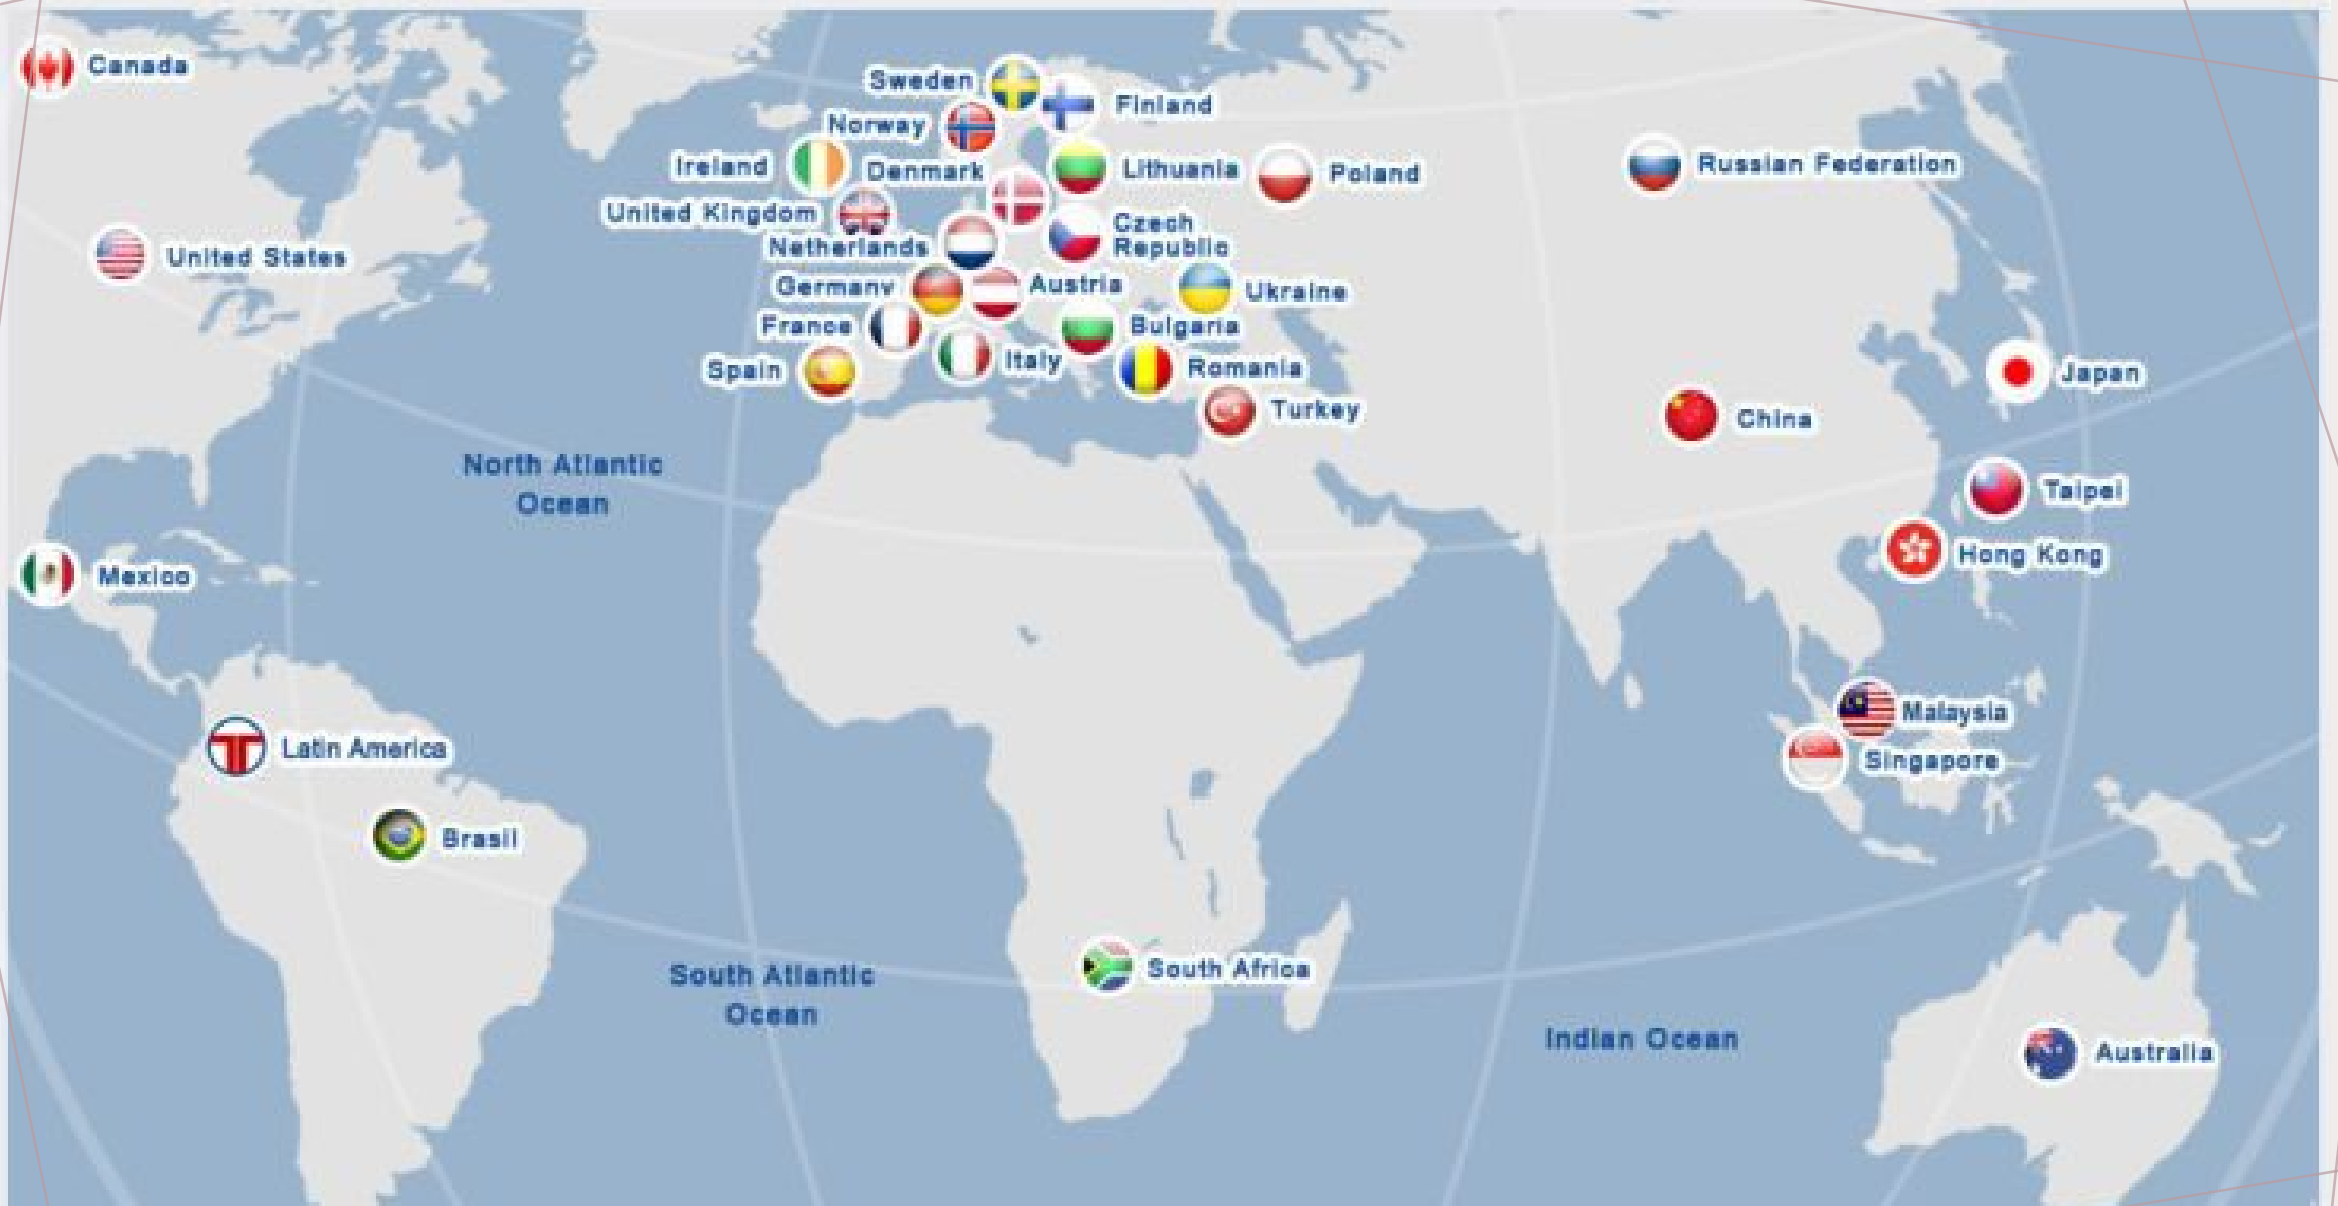 Canada
Sweden
Finland
Norway
Ireland
Denmark
Lithuania
Poland
Russian Federation
United Kingdom
Czech
Republic
Netherlands
United States
Germany
Austria
Ukraine
France
Bulgaria
Italy
Spain
Romania
Japan
Turkey
China
North Atlantic
Ocean
Taipei
Hong Kong
Mexico
Malaysia
Latin America
Singapore
Brasil
South Africa
South Atlantic
Ocean
Indian Ocean
Australia